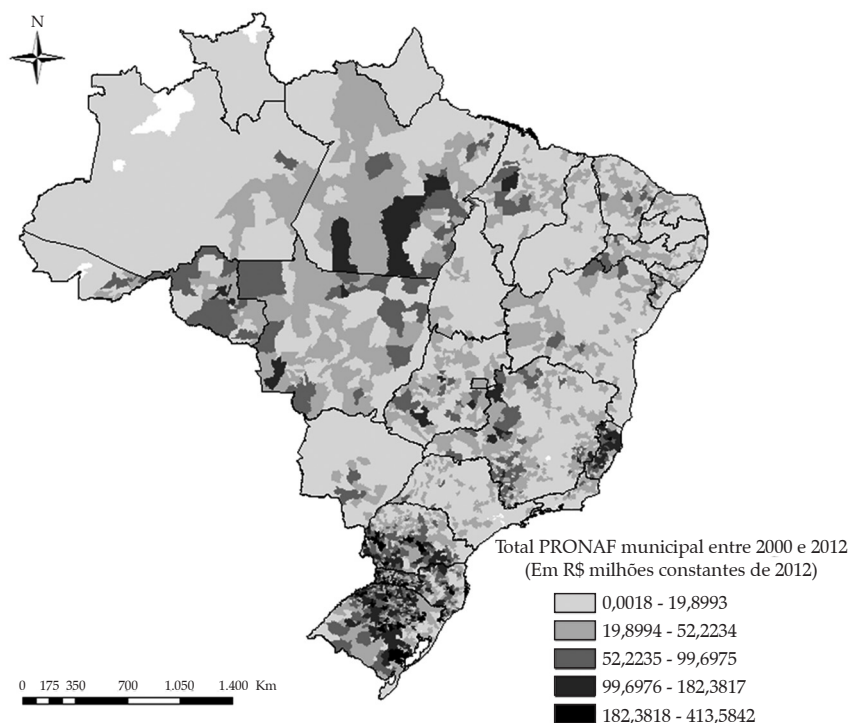 N
Total PRONAF municipal entre 2000 e 2012
(Em R$ milhões constantes de 2012)
0,0018 - 19,8993
19,8994 - 52,2234
52,2235 - 99,6975
99,6976 - 182,3817
182,3818 - 413,5842
0 175 350 700 1.050 1.400 Km